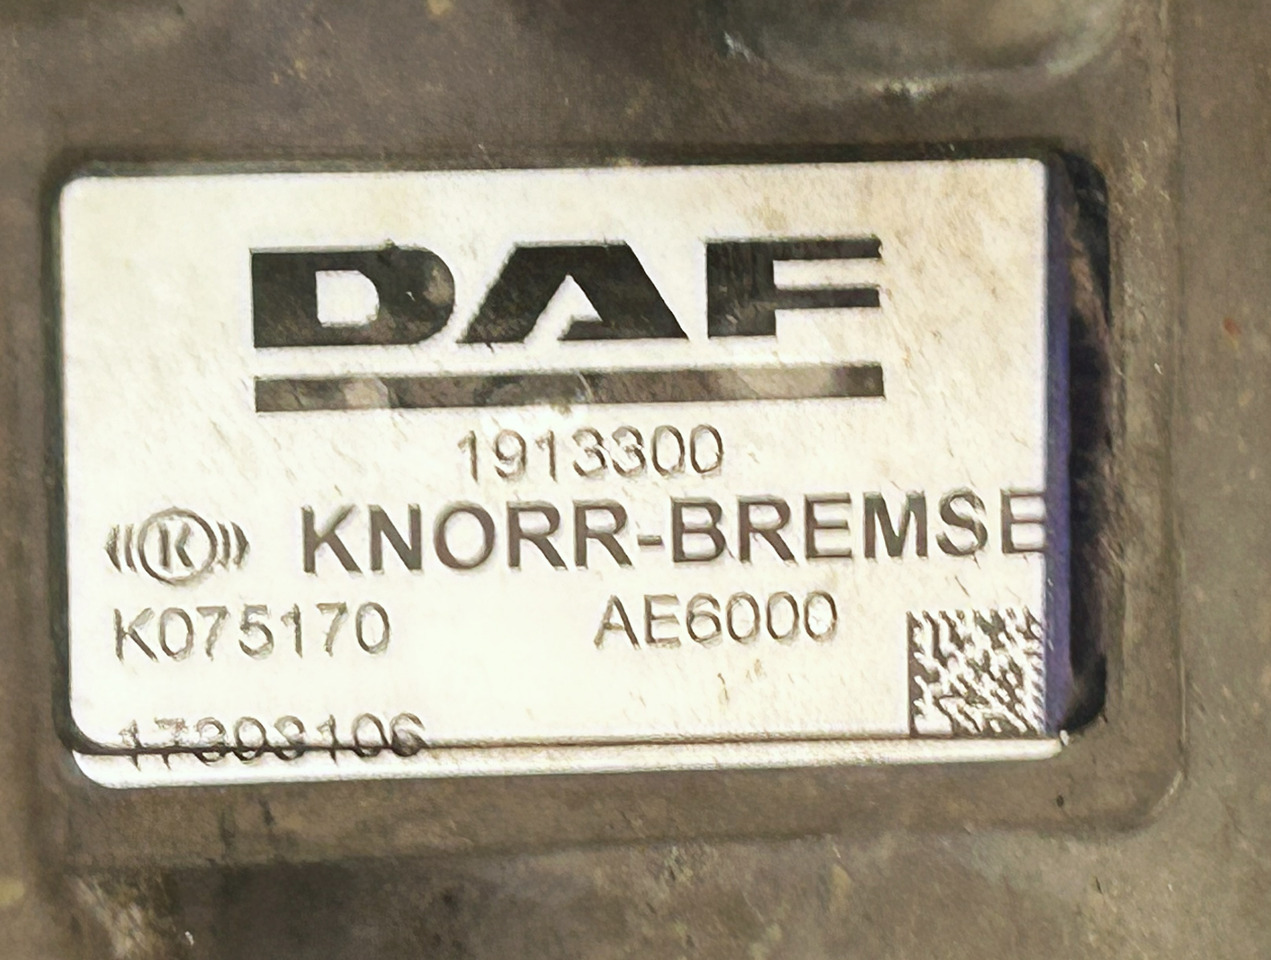 DAF
1913300
K KNORR-BREMSE
K075170 AE6000